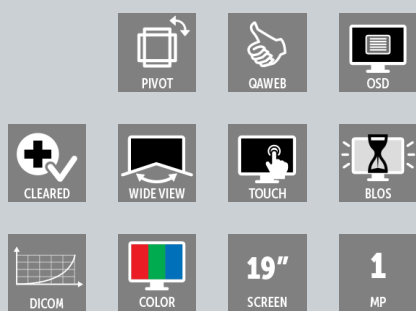 PIVOT
QAWEB
OSD
CLEARED
WIDE VIEW
TOUCH
BLOS
DICOM
COLOR
19"
SCREEN
1
MP